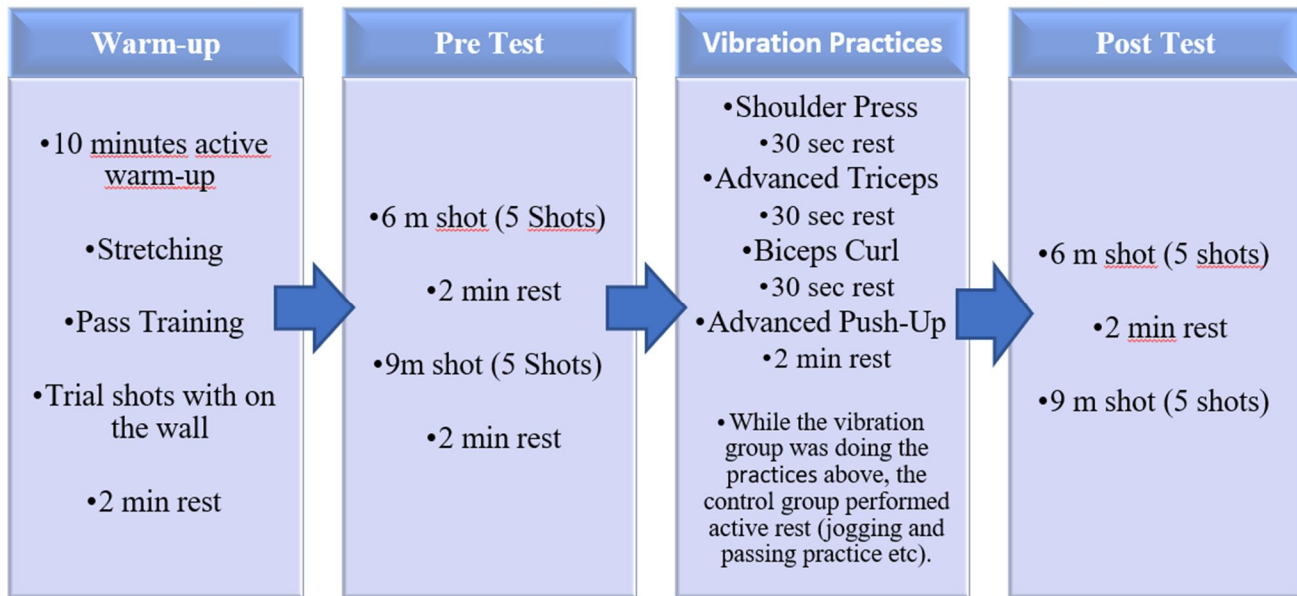 Warm-up
•10 minutes active
warm-up
•Stretching
•Pass Training
•Trial shots with on
the wall
•2 min rest
Pre Test
•6 m shot (5 Shots)
•2 min rest
•9m shot (5 Shots)
•2 min rest
Vibration Practices
•Shoulder Press
•30 sec rest
•Advanced Triceps
•30 sec rest
•Biceps Curl
•30 sec rest
•Advanced Push-Up
•2 min rest
• While the vibration
group was doing the
practices above, the
control group performed
active rest (jogging and
passing practice etc).
Post Test
•6 m shot (5 shots)
•2 min rest
•9 m shot (5 shots)